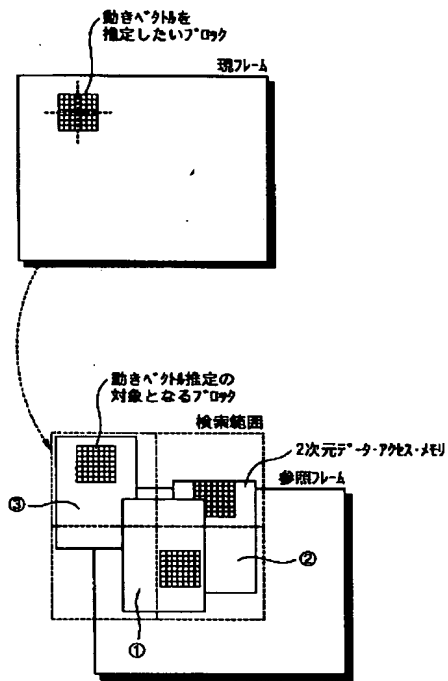 動きベクトルを
推定したいブロック
現フレーム
動きベクトル推定の
対象となるブロック
検索範囲
2次元データ・アクセス・メモリ
参照フレーム
③
②
①